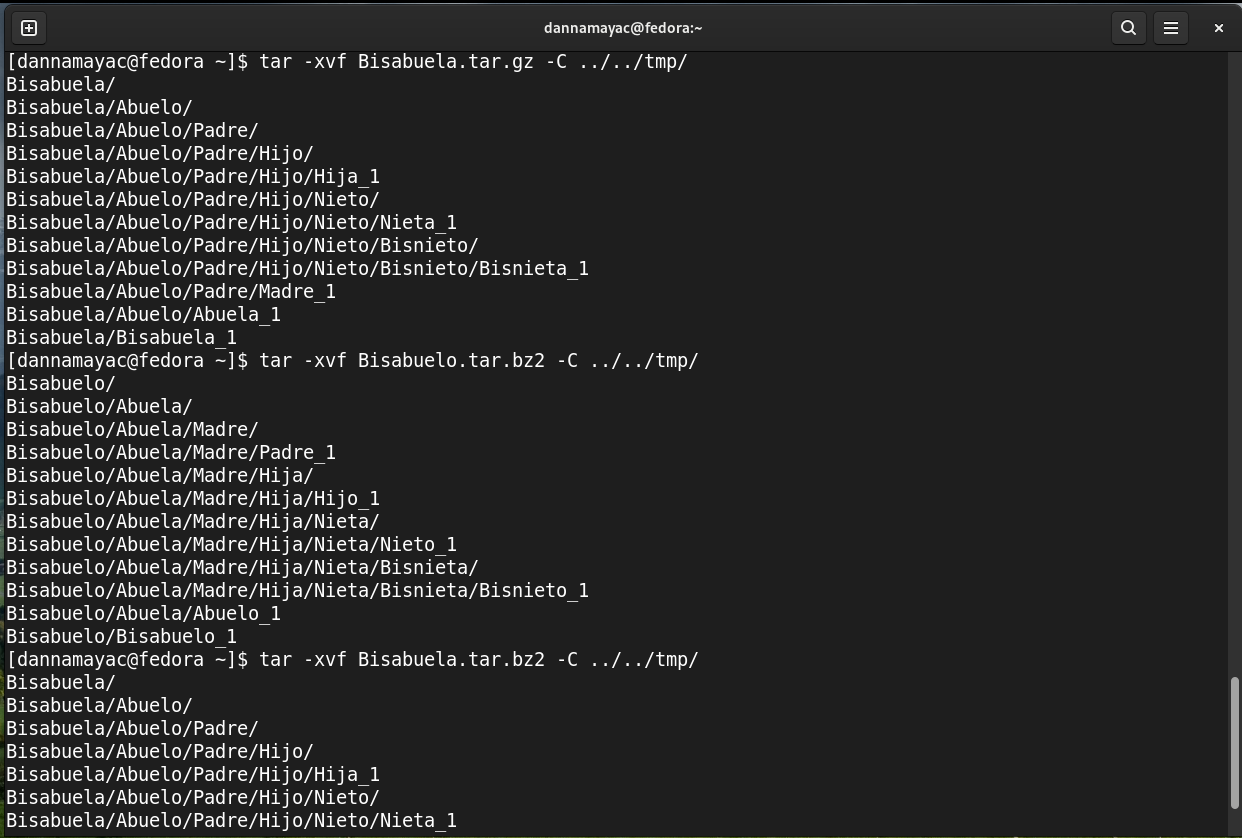 dannamayac@fedora:~
[dannamayac@fedora ~]$ tar -xvf Bisabuela.tar.gz -C ../../tmp/
Bisabuela/
Bisabuela/Abuelo/
Bisabuela/Abuelo/Padre/
Bisabuela/Abuelo/Padre/Hijo/
Bisabuela/Abuelo/Padre/Hijo/Hija_1
Bisabuela/Abuelo/Padre/Hijo/Nieto/
Bisabuela/Abuelo/Padre/Hijo/Nieto/Nieta_1
Bisabuela/Abuelo/Padre/Hijo/Nieto/Bisnieto/
Bisabuela/Abuelo/Padre/Hijo/Nieto/Bisnieto/Bisnieta_1
Bisabuela/Abuelo/Padre/Madre_1
Bisabuela/Abuelo/Abuela_1
Bisabuela/Bisabuela_1
[dannamayac@fedora ~]$ tar -xvf Bisabuelo.tar.bz2 -C ../../tmp/
Bisabuelo/
Bisabuelo/Abuela/
Bisabuelo/Abuela/Madre/
Bisabuelo/Abuela/Madre/Padre_1
Bisabuelo/Abuela/Madre/Hija/
Bisabuelo/Abuela/Madre/Hija/Hijo_1
Bisabuelo/Abuela/Madre/Hija/Nieta/
Bisabuelo/Abuela/Madre/Hija/Nieta/Nieto_1
Bisabuelo/Abuela/Madre/Hija/Nieta/Bisnieta/
Bisabuelo/Abuela/Madre/Hija/Nieta/Bisnieta/Bisnieto_1
Bisabuelo/Abuela/Abuelo_1
Bisabuelo/Bisabuelo_1
[dannamayac@fedora ~]$ tar -xvf Bisabuela.tar.bz2 -C ../../tmp/
Bisabuela/
Bisabuela/Abuelo/
Bisabuela/Abuelo/Padre/
Bisabuela/Abuelo/Padre/Hijo/
Bisabuela/Abuelo/Padre/Hijo/Hija_1
Bisabuela/Abuelo/Padre/Hijo/Nieto/
Bisabuela/Abuelo/Padre/Hijo/Nieto/Nieta_1